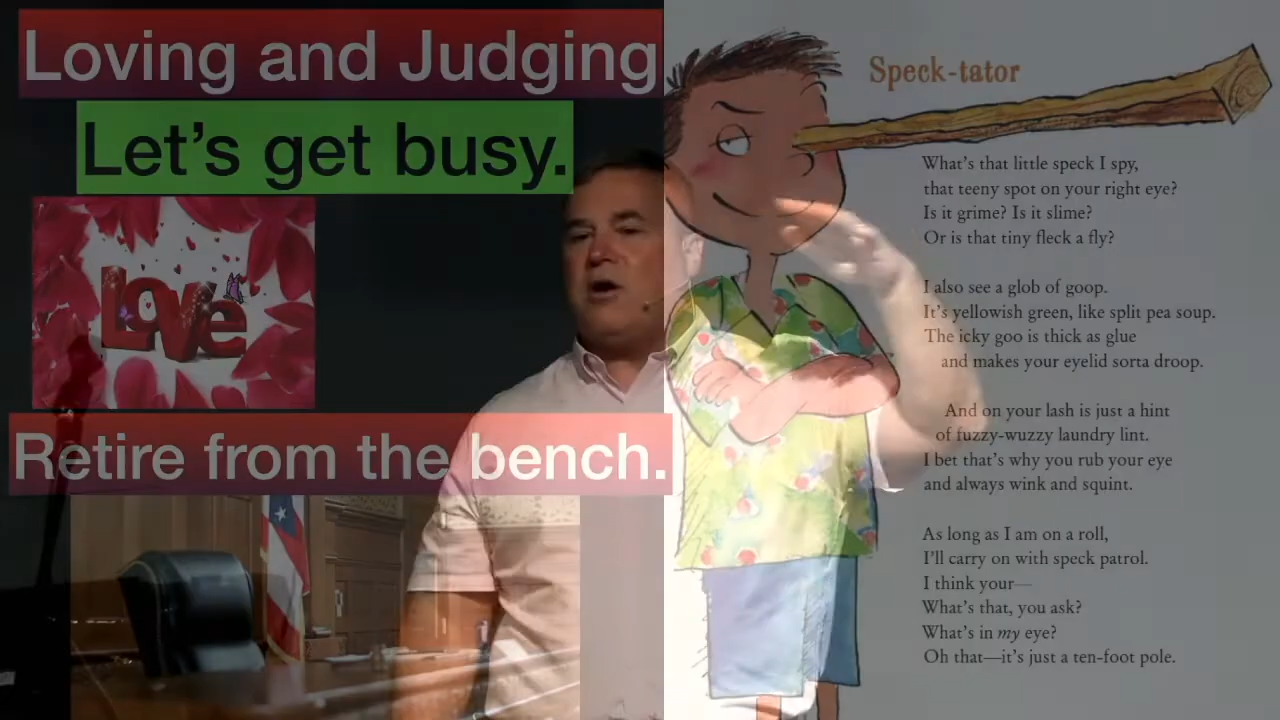 Loving and Judging
Let's get busy.
Love
Retire from the bench.
Speck-tator
What's that little speck I spy,
that teeny spot on your right eye?
Is it grime? Is it slime?
Or is that tiny fleck a fly?
I also see a glob of goop.
It's yellowish green, like split pea soup.
The icky goo is thick as glue
and makes your eyelid sorta droop.
And on your lash is just a hint
of fuzzy-wuzzy laundry lint.
I bet that's why you rub your eye
and always wink and squint.
As long as I am on a roll,
I'll carry on with speck patrol.
I think your—
What's that, you ask?
What's in my eye?
Oh that—it's just a ten-foot pole.